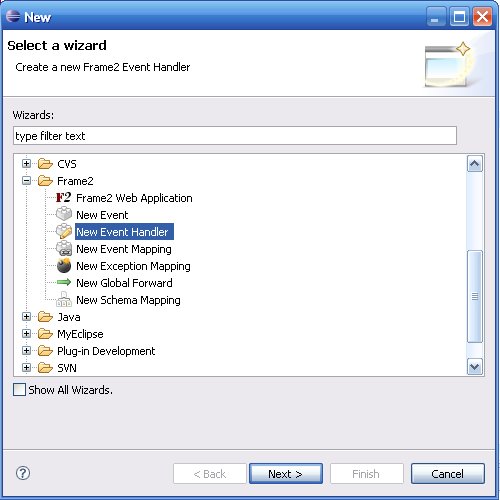 New
Select a wizard
Create a new Frame2 Event Handler
Wizards:
type filter text
CVS
Frame2
F2 Frame2 Web Application
New Event
New Event Handler
New Event Mapping
New Exception Mapping
New Global Forward
New Schema Mapping
Java
MyEclipse
Plug-in Development
SVN
Show All Wizards.
? < Back Next > Finish Cancel